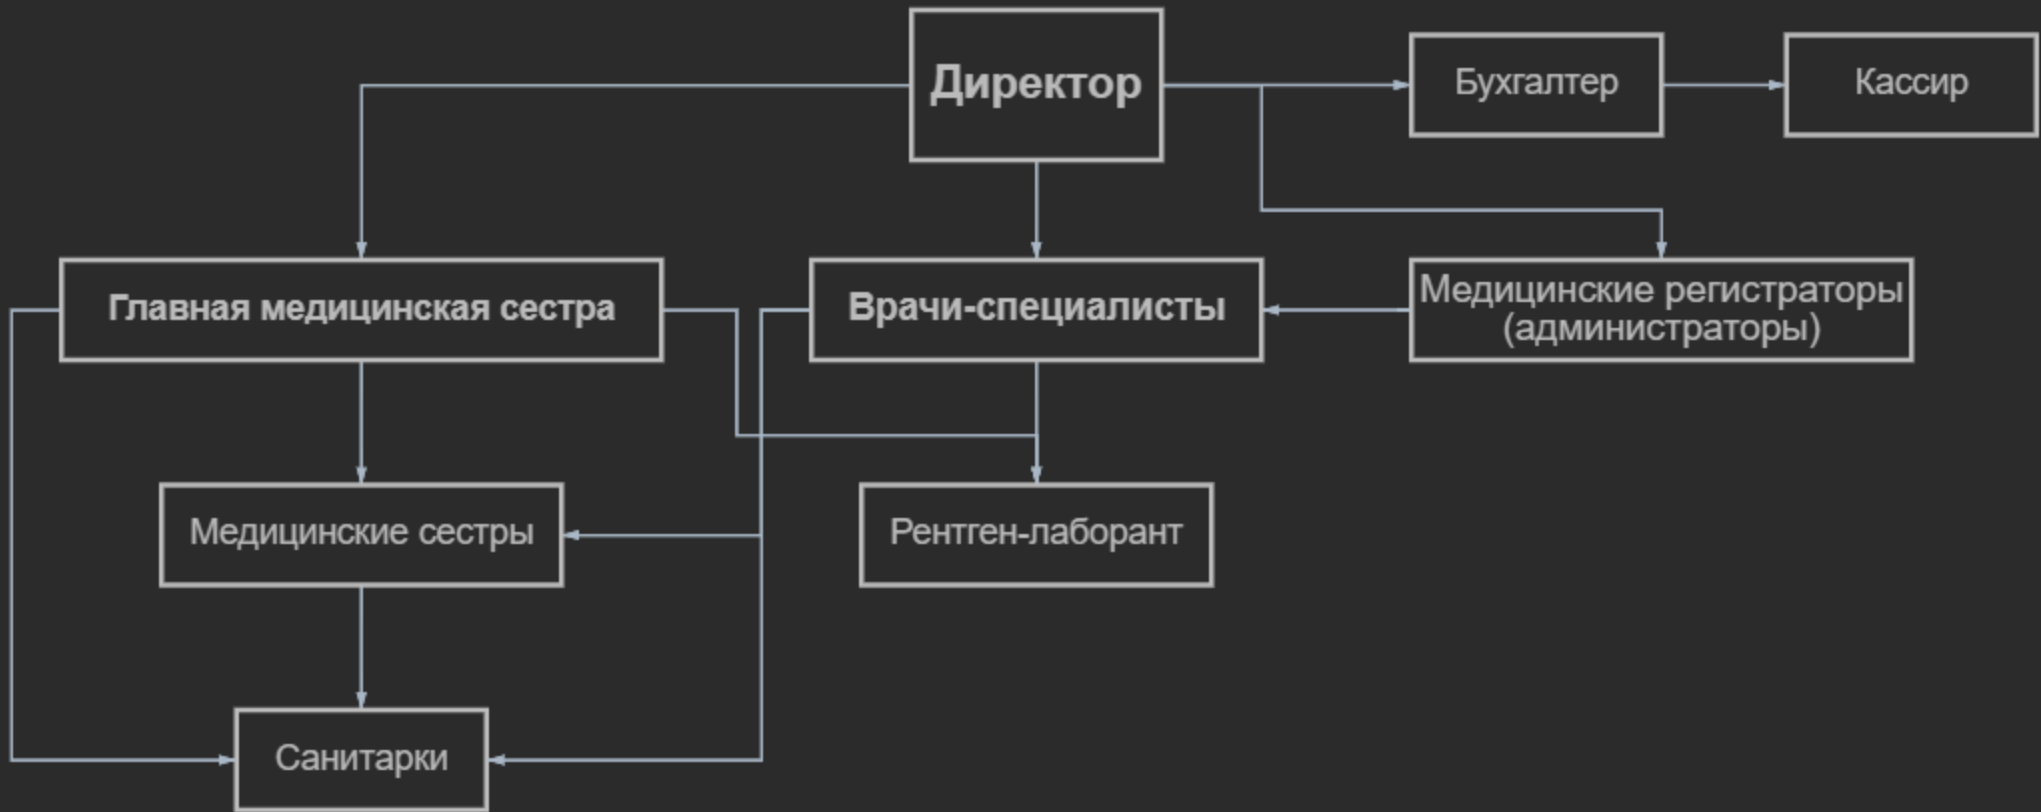 Директор
Бухгалтер
Кассир
Главная медицинская сестра
Врачи-специалисты
Медицинские регистраторы
(администраторы)
Медицинские сестры
Рентген-лаборант
Санитарки